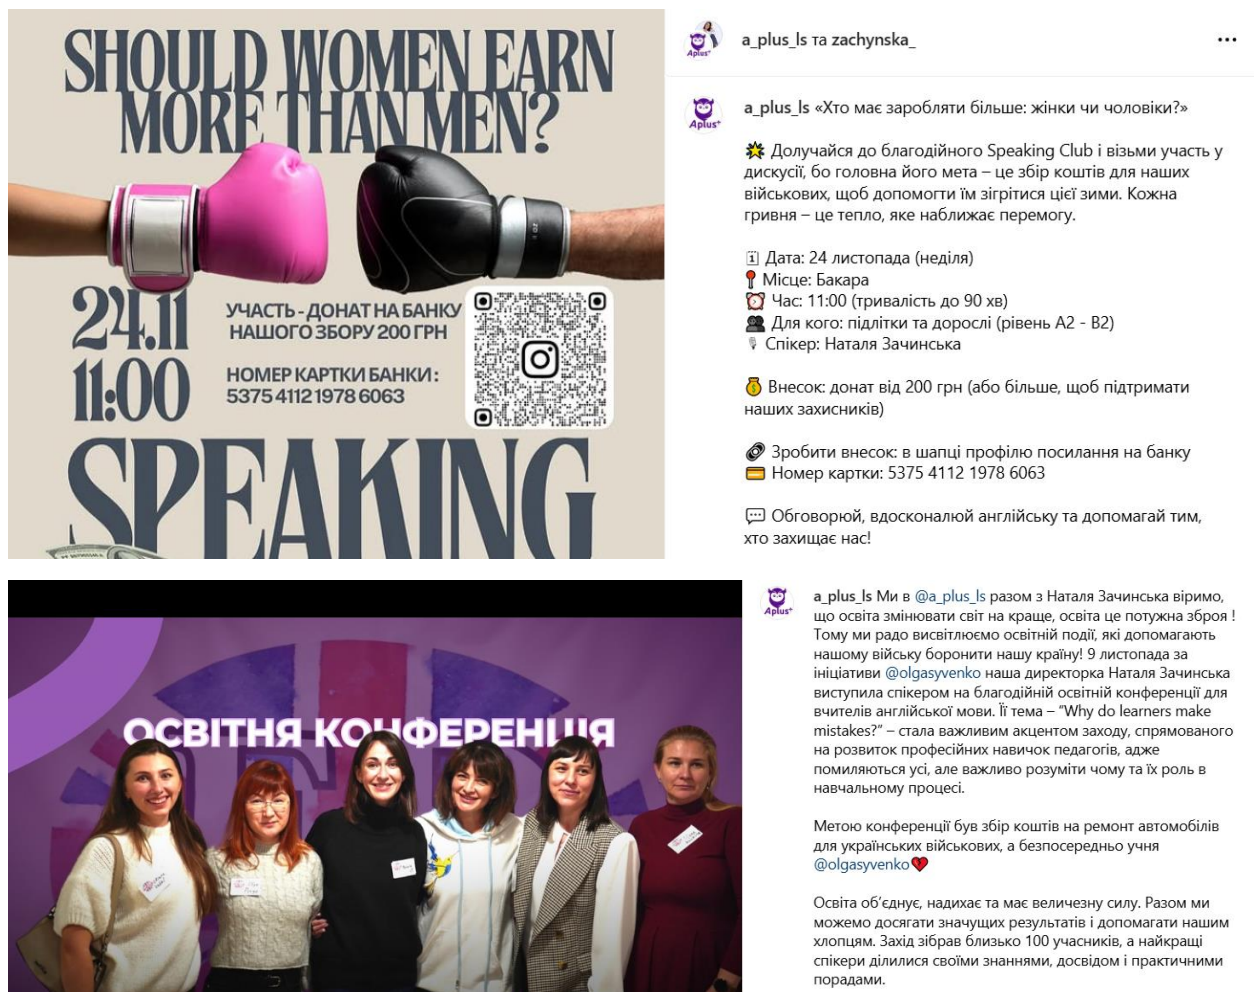 SHOULD WOMEN EARN
MORE THAN MEN?
24.11
11:00
УЧАСТЬ - ДОНАТ НА БАНКУ
НАШОГО ЗБОРУ 200 ГРН
НОМЕР КАРТКИ БАНКИ :
5375 4112 1978 6063
SPEAKING
Aplus+
a_plus_ls та zachynska_
Aplus+
a_plus_ls «Хто має заробляти більше: жінки чи чоловіки?»
Долучайся до благодійного Speaking Club і візьми участь у
дискусії, бо головна його мета – це збір коштів для наших
військових, щоб допомогти їм зігрітися цієї зими. Кожна
гривня – це тепло, яке наближає перемогу.
Дата: 24 листопада (неділя)
Місце: Бакара
Час: 11:00 (тривалість до 90 хв)
Для кого: підлітки та дорослі (рівень А2 - В2)
Спікер: Наталя Зачинська
Внесок: донат від 200 грн (або більше, щоб підтримати
наших захисників)
Зробити внесок: в шапці профілю посилання на банку
Номер картки: 5375 4112 1978 6063
Обговорюй, вдосконалюй англійську та допомагай тим,
хто захищає нас!
ОСВІТНЯ КОНФЕРЕНЦІЯ
Aplus+
a_plus_ls Ми в @a_plus_ls разом з Наталя Зачинська віримо,
що освіта змінювати світ на краще, освіта це потужна зброя !
Тому ми радо висвітлюємо освітній події, які допомагають
нашому війську боронити нашу країну! 9 листопада за
ініціативи @olgasyvenko наша директорка Наталя Зачинська
виступила спікером на благодійній освітній конференції для
вчителів англійської мови. Її тема – “Why do learners make
mistakes?” – стала важливим акцентом заходу, спрямованого
на розвиток професійних навичок педагогів, адже
помиляються усі, але важливо розуміти чому та їх роль в
навчальному процесі.
Метою конференції був збір коштів на ремонт автомобілів
для українських військових, а безпосередньо учня
@olgasyvenko
Освіта об’єднує, надихає та має величезну силу. Разом ми
можемо досягати значущих результатів і допомагати нашим
хлопцям. Захід зібрав близько 100 учасників, а найкращі
спікери ділилися своїми знаннями, досвідом і практичними
порадами.